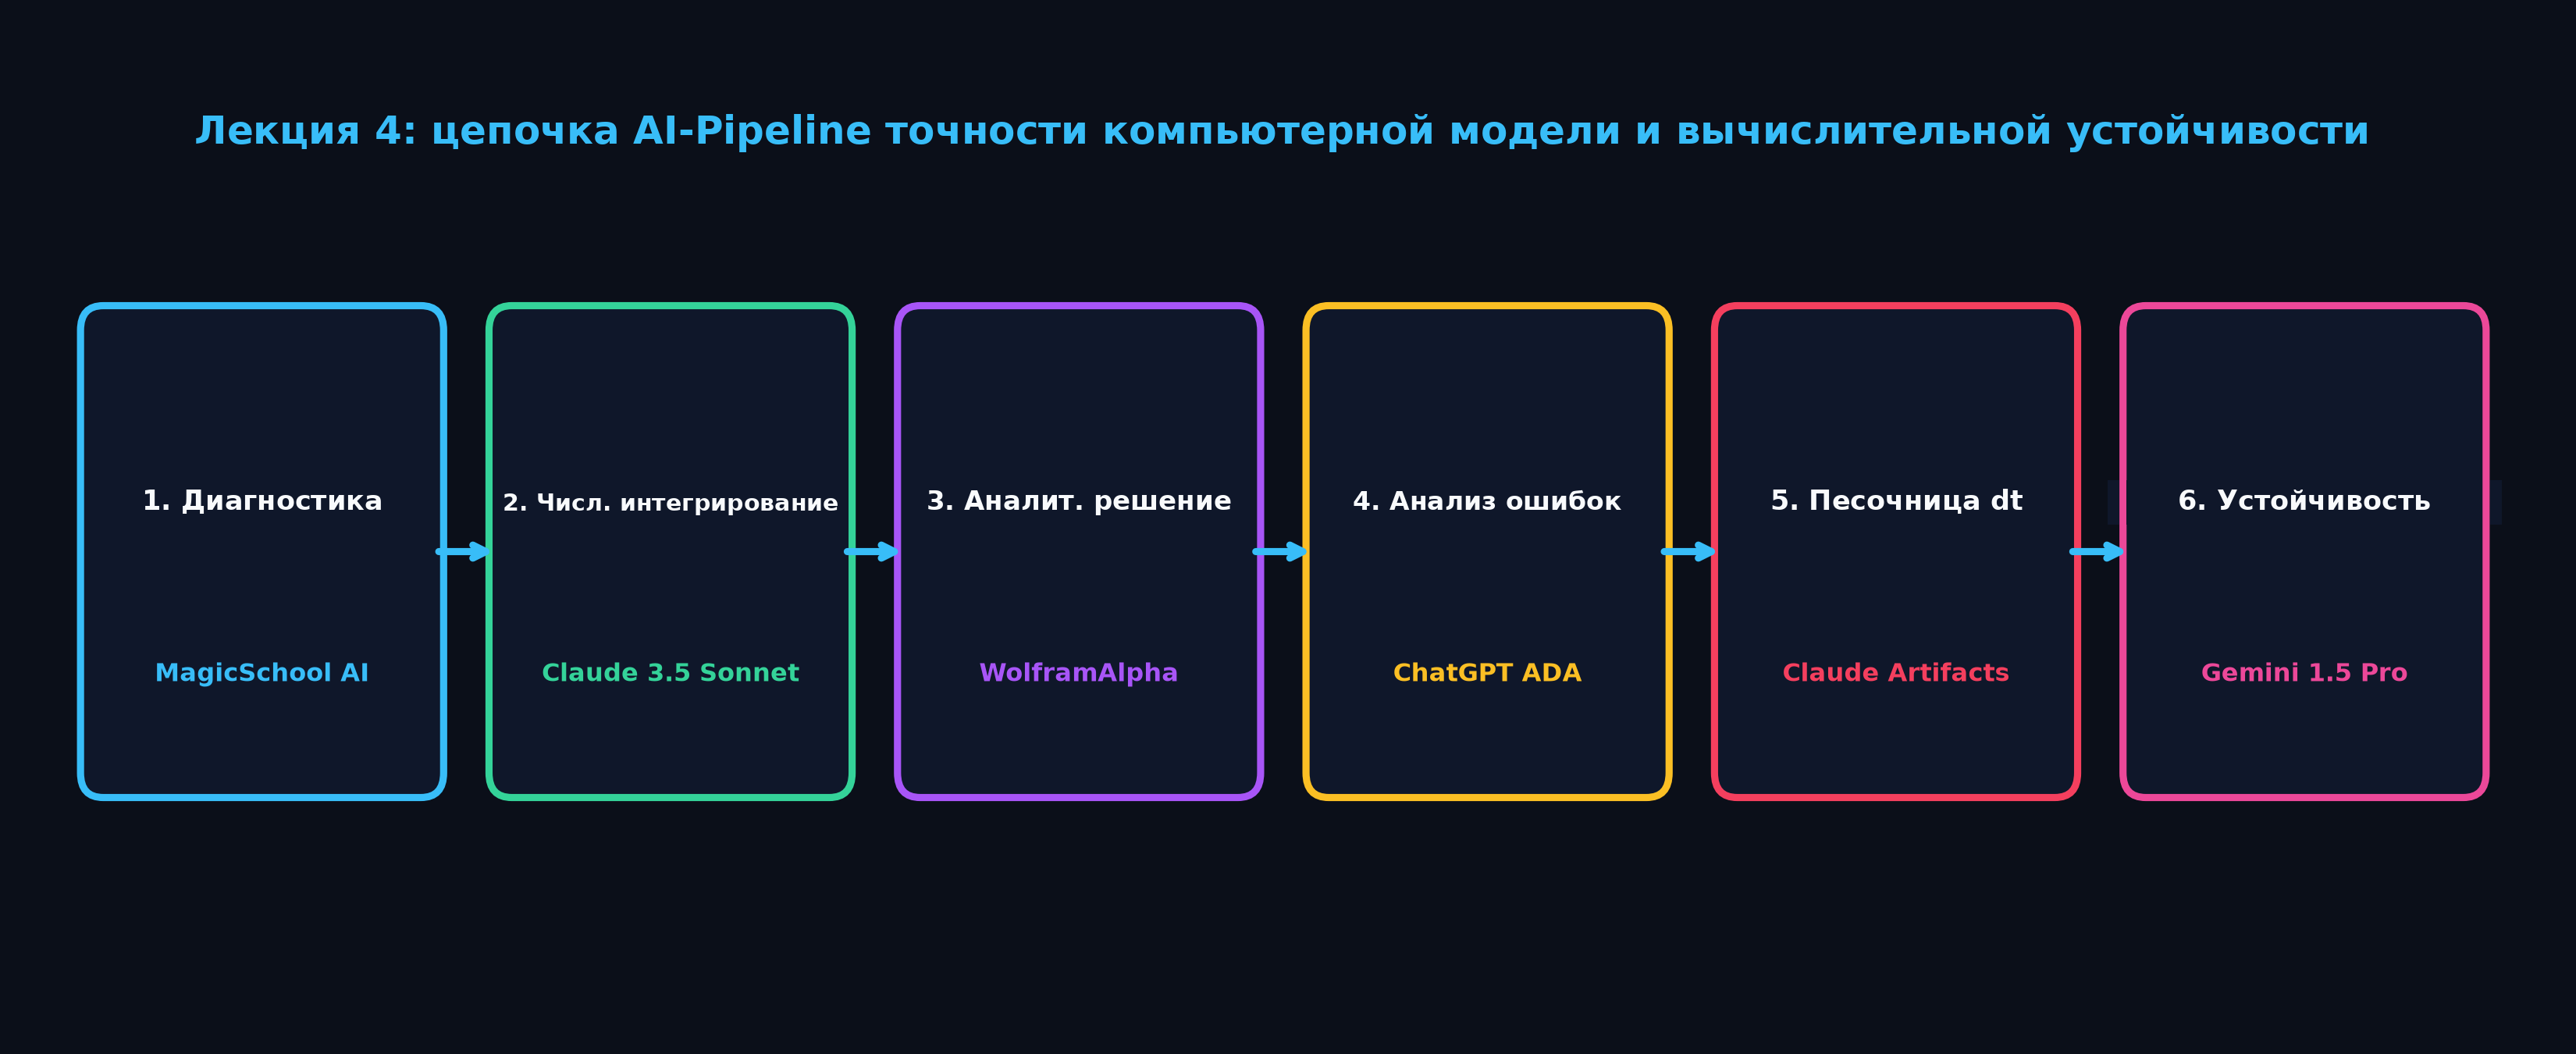 Лекция 4: цепочка AI-Pipeline точности компьютерной модели и вычислительной устойчивости
1. Диагностика
MagicSchool AI
2. Числ. интегрирование
Claude 3.5 Sonnet
3. Аналит. решение
WolframAlpha
4. Анализ ошибок
ChatGPT ADA
5. Песочница dt
Claude Artifacts
6. Устойчивость
Gemini 1.5 Pro